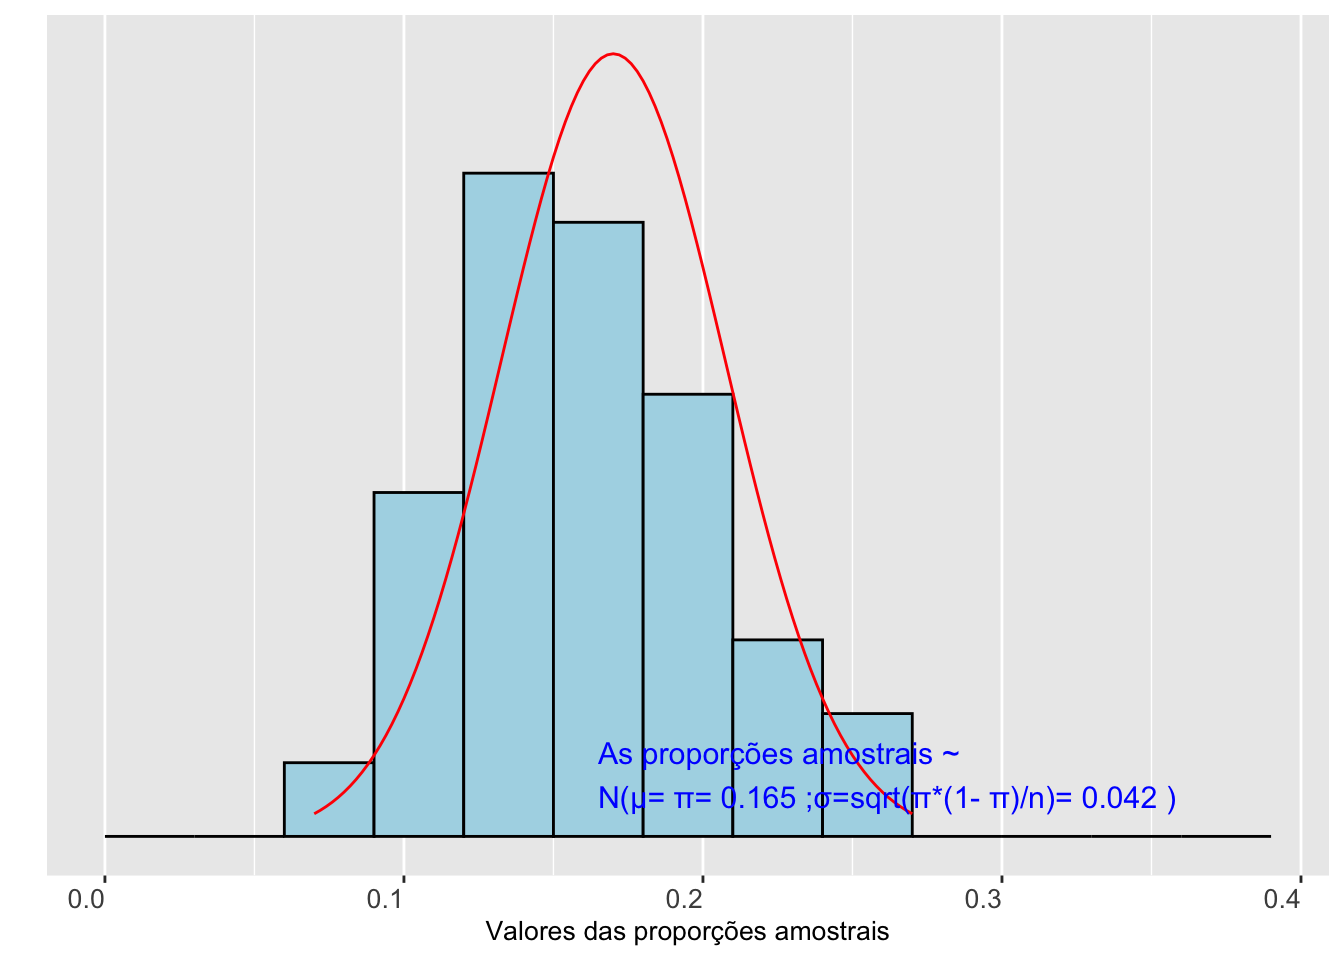 As proporções amostrais ~
N(μ= π= 0.165 ;σ=sqrt(π*(1- π)/n)= 0.042 )
0.0 0.1 0.2 0.3 0.4
Valores das proporções amostrais